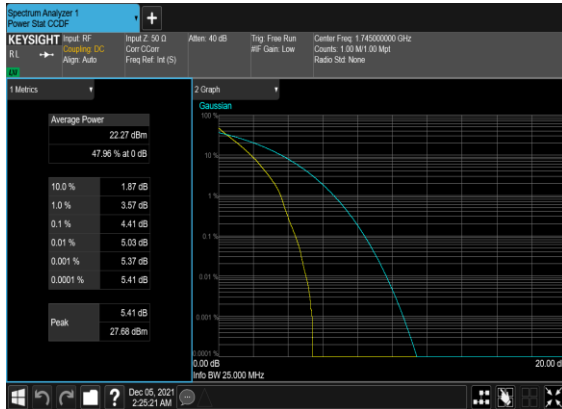 Spectrum Analyzer 1
Power Stat CCDF
+
KEYSIGHT
RL
Input: RF
Coupling: DC
Align: Auto
Input Z: 50 Ω
Corr CCorr
Freq Ref: Int (S)
Atten: 40 dB
Trig: Free Run
#IF Gain: Low
Center Freq: 1.745000000 GHz
Counts: 1.00 M/1.00 Mpt
Radio Std: None
1 Metrics
Average Power
22.27 dBm
47.96 % at 0 dB
10.0 % 1.87 dB
1.0 % 3.57 dB
0.1 % 4.41 dB
0.01 % 5.03 dB
0.001 % 5.37 dB
0.0001 % 5.41 dB
Peak
5.41 dB
27.68 dBm
2 Graph
Gaussian
100 %
10 %
1 %
0.1 %
0.01 %
0.001 %
0.0001 %
0.00 dB
20.00 d
Info BW 25.000 MHz
?
Dec 05, 2021
2:25:21 AM